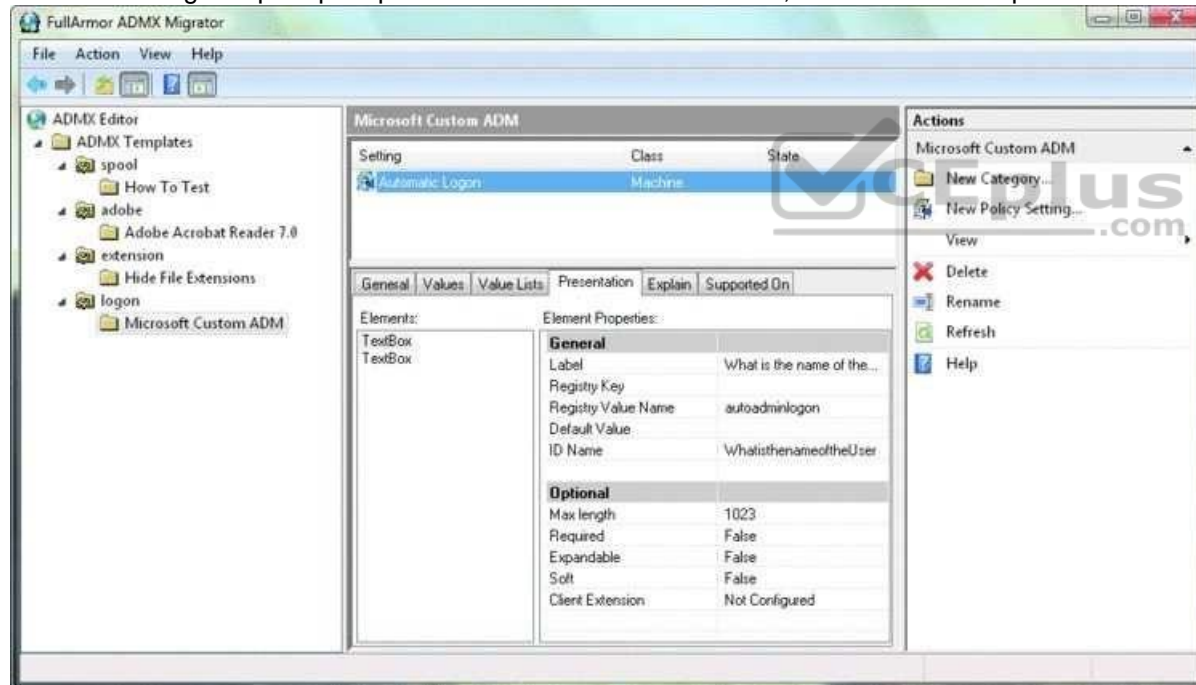 FullArmor ADMX Migrator
File Action View Help
ADMX Editor
ADMX Templates
spool
How To Test
adobe
Adobe Acrobat Reader 7.0
extension
Hide File Extensions
logon
Microsoft Custom ADM
Microsoft Custom ADM
Setting Class State
Automatic Logon Machine
General Values Value Lists Presentation Explain Supported On
Elements:
TextBox
TextBox
Element Properties:
General
Label What is the name of the...
Registry Key
Registry Value Name autoadminlogon
Default Value
ID Name WhatisthenameoftheUser
Optional
Max length 1023
Required False
Expandable False
Soft False
Client Extension Not Configured
Actions
Microsoft Custom ADM
New Category...
New Policy Setting...
View
Delete
Rename
Refresh
Help
CEplus
.com